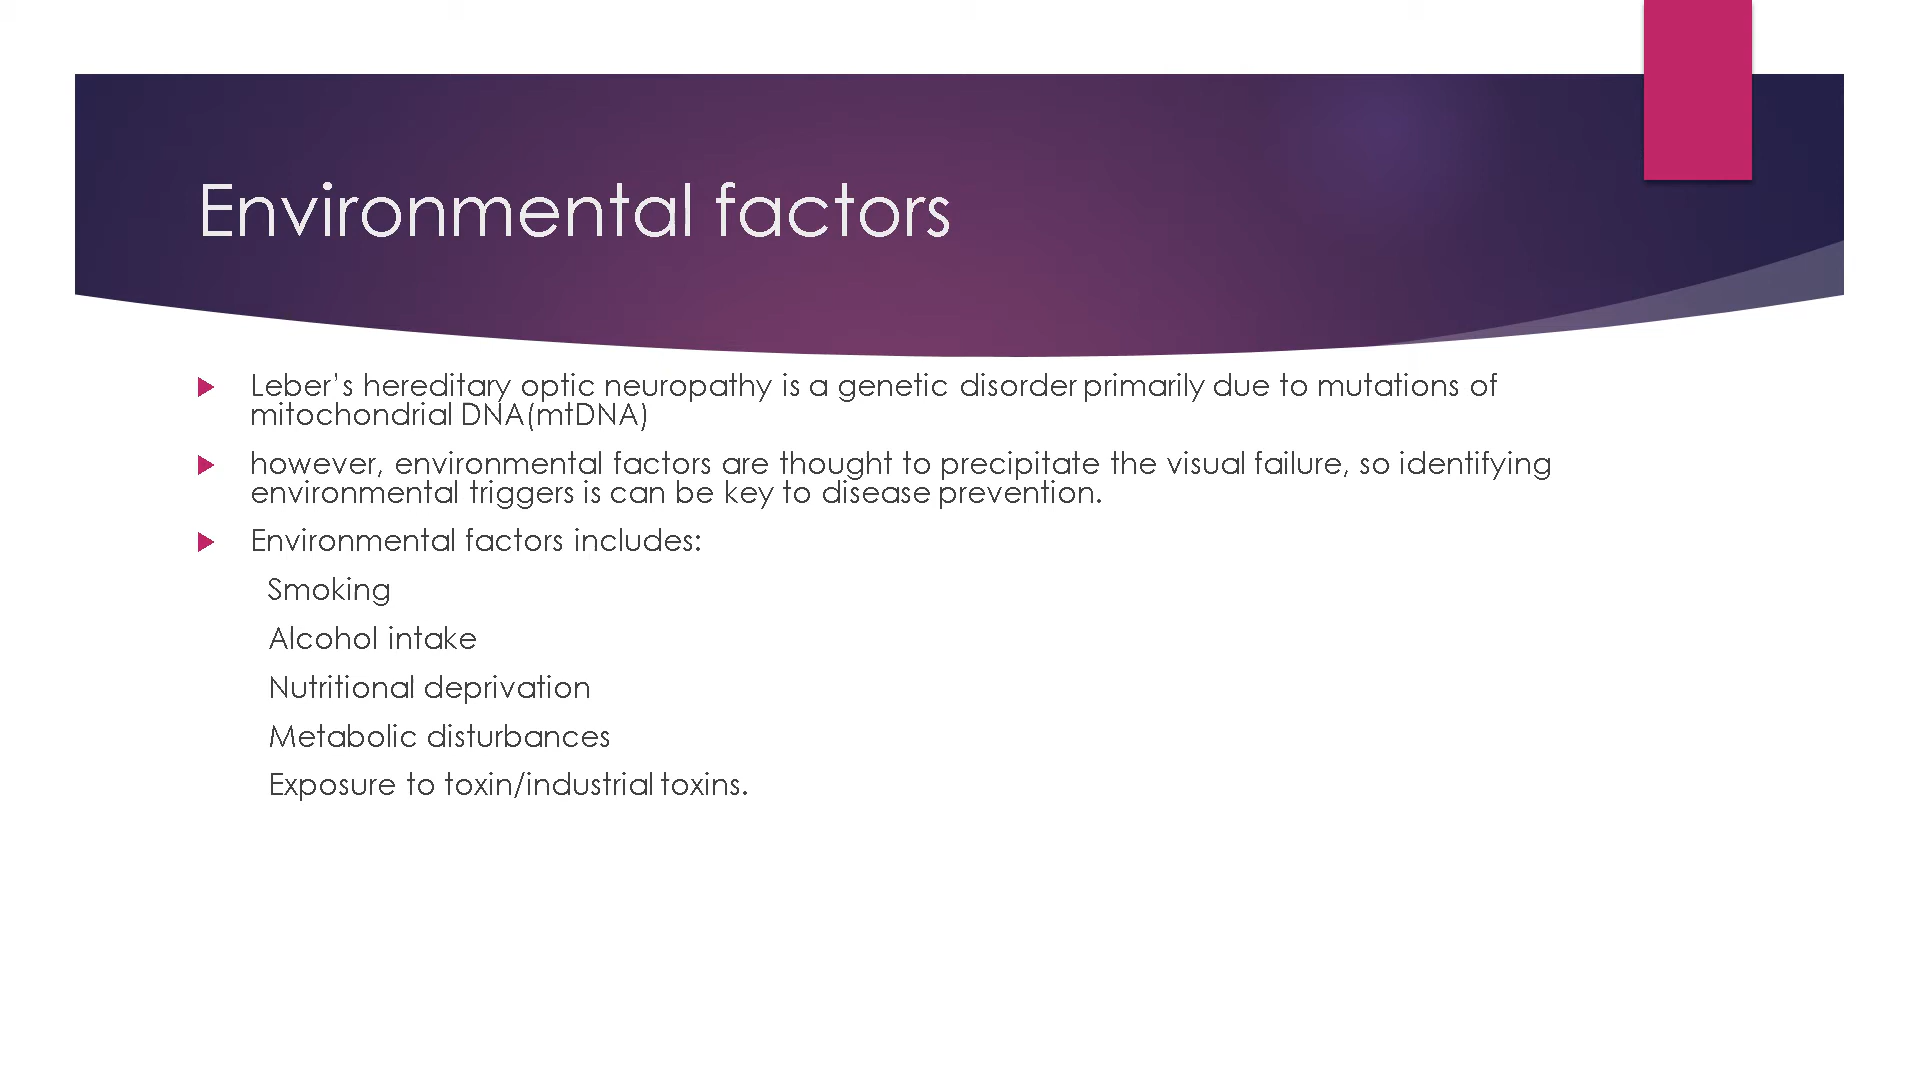 Environmental factors
Leber's hereditary optic neuropathy is a genetic disorder primarily due to mutations of
mitochondrial DNA(mtDNA)
however, environmental factors are thought to precipitate the visual failure, so identifying
environmental triggers is can be key to disease prevention.
Environmental factors includes:
Smoking
Alcohol intake
Nutritional deprivation
Metabolic disturbances
Exposure to toxin/industrial toxins.